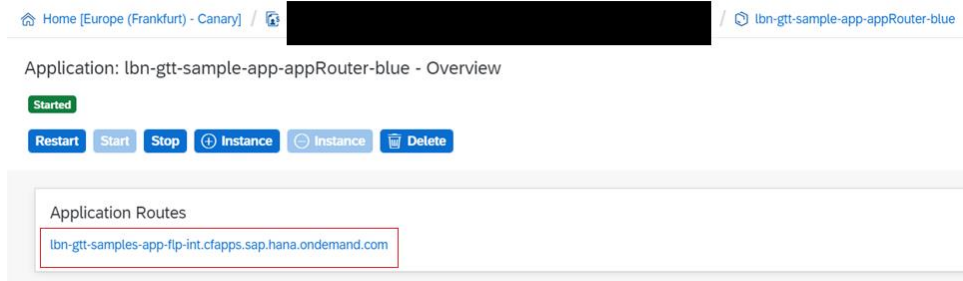 Home [Europe (Frankfurt) - Canary] / / lbn-gtt-sample-app-appRouter-blue
Application: lbn-gtt-sample-app-appRouter-blue - Overview
Started
Restart Start Stop Instance Instance Delete
Application Routes
lbn-gtt-samples-app-flp-int.cfapps.sap.hana.ondemand.com